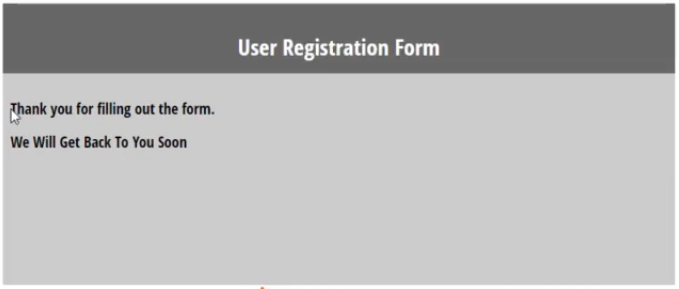 User Registration Form
Thank you for filling out the form.
We Will Get Back To You Soon